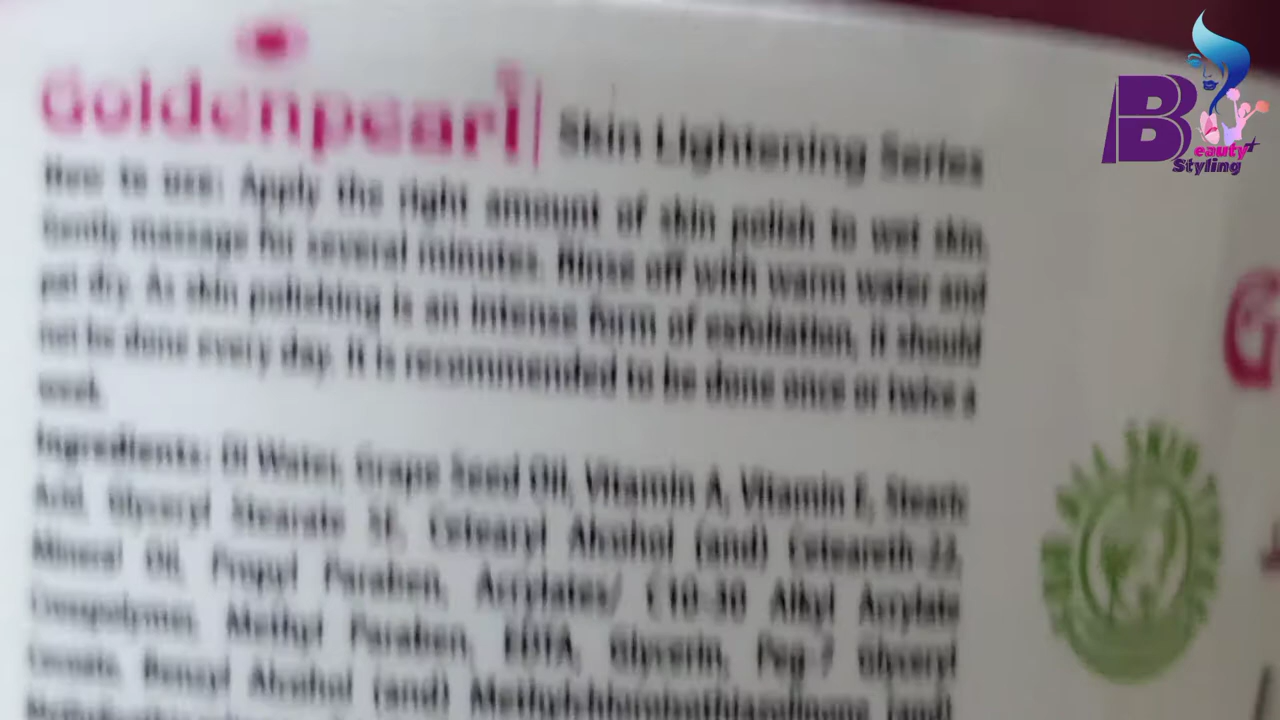 Goldenpearl | Skin Lightening Series
How to use: Apply the right amount of skin polish to wet skin,
Gently massage for several minutes. Rinse off with warm water and
pat dry. As skin polishing is an intense form of exfoliation, it should
not be done every day. It is recommended to be done once or twice a
week.
Ingredients: DI Water, Grape Seed Oil, Vitamin A, Vitamin E, Stearic
Acid, Glyceryl Stearate SE, Cetearyl Alcohol (and) Ceteareth-22,
Mineral Oil, Propyl Paraben, Acrylates/ C10-30 Alkyl Acrylate
Methyl Paraben, EDTA, Glycerin, Peg-7 Glyceryl
Benzyl Alcohol (and) (and)
SKIN
G
Beauty+
Styling